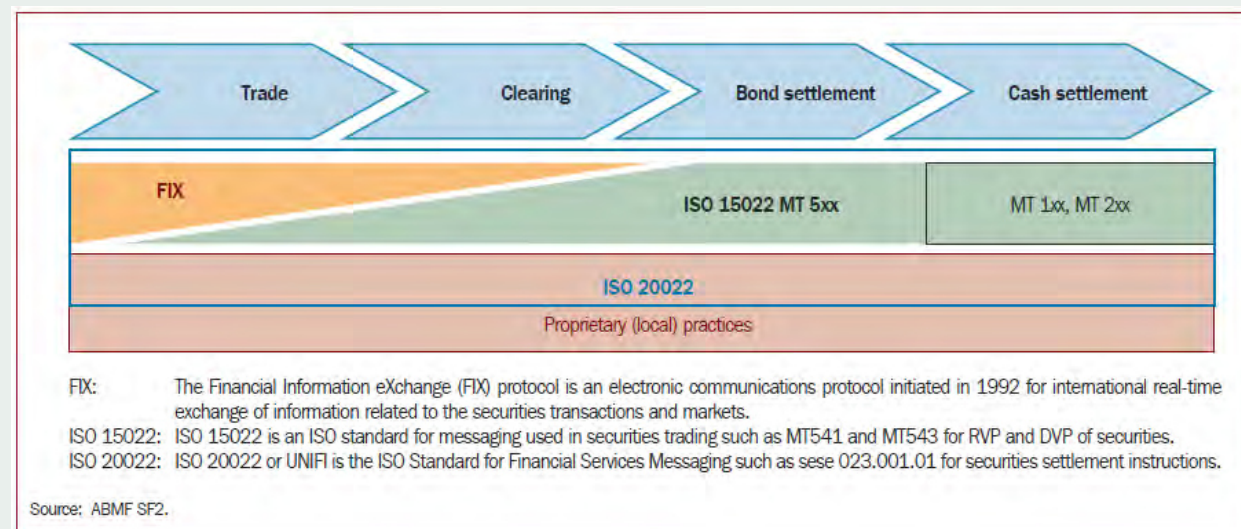 Trade
Clearing
Bond settlement
Cash settlement
FIX
ISO 15022 MT 5xx
MT 1xx, MT 2xx
ISO 20022
Proprietary (local) practices
FIX: The Financial Information eXchange (FIX) protocol is an electronic communications protocol initiated in 1992 for international real-time
exchange of information related to the securities transactions and markets.
ISO 15022: ISO 15022 is an ISO standard for messaging used in securities trading such as MT541 and MT543 for RVP and DVP of securities.
ISO 20022: ISO 20022 or UNIFI is the ISO Standard for Financial Services Messaging such as sese 023.001.01 for securities settlement instructions.
Source: ABMF SF2.